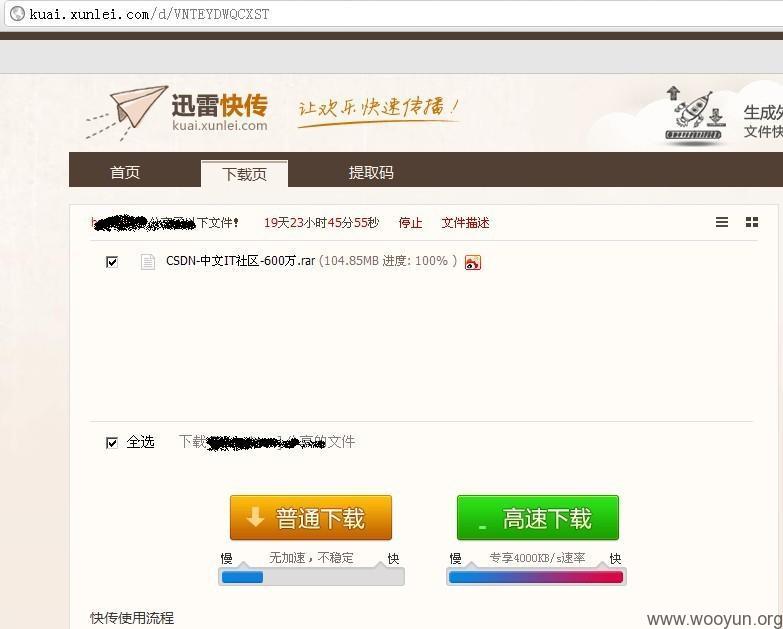 kuai.xunlei.com/d/VNTEYDWQCXST
迅雷快传
kuai.xunlei.com
让欢乐快速传播!
生成外
文件快
首页 下载页 提取码
下文件! 19天23小时45分55秒 停止 文件描述
CSDN-中文IT社区-600万.rar (104.85MB 进度: 100% )
全选 下载 的文件
普通下载 高速下载
慢 无加速，不稳定 快 慢 专享4000KB/s速率 快
快传使用流程
www.wooyun.org